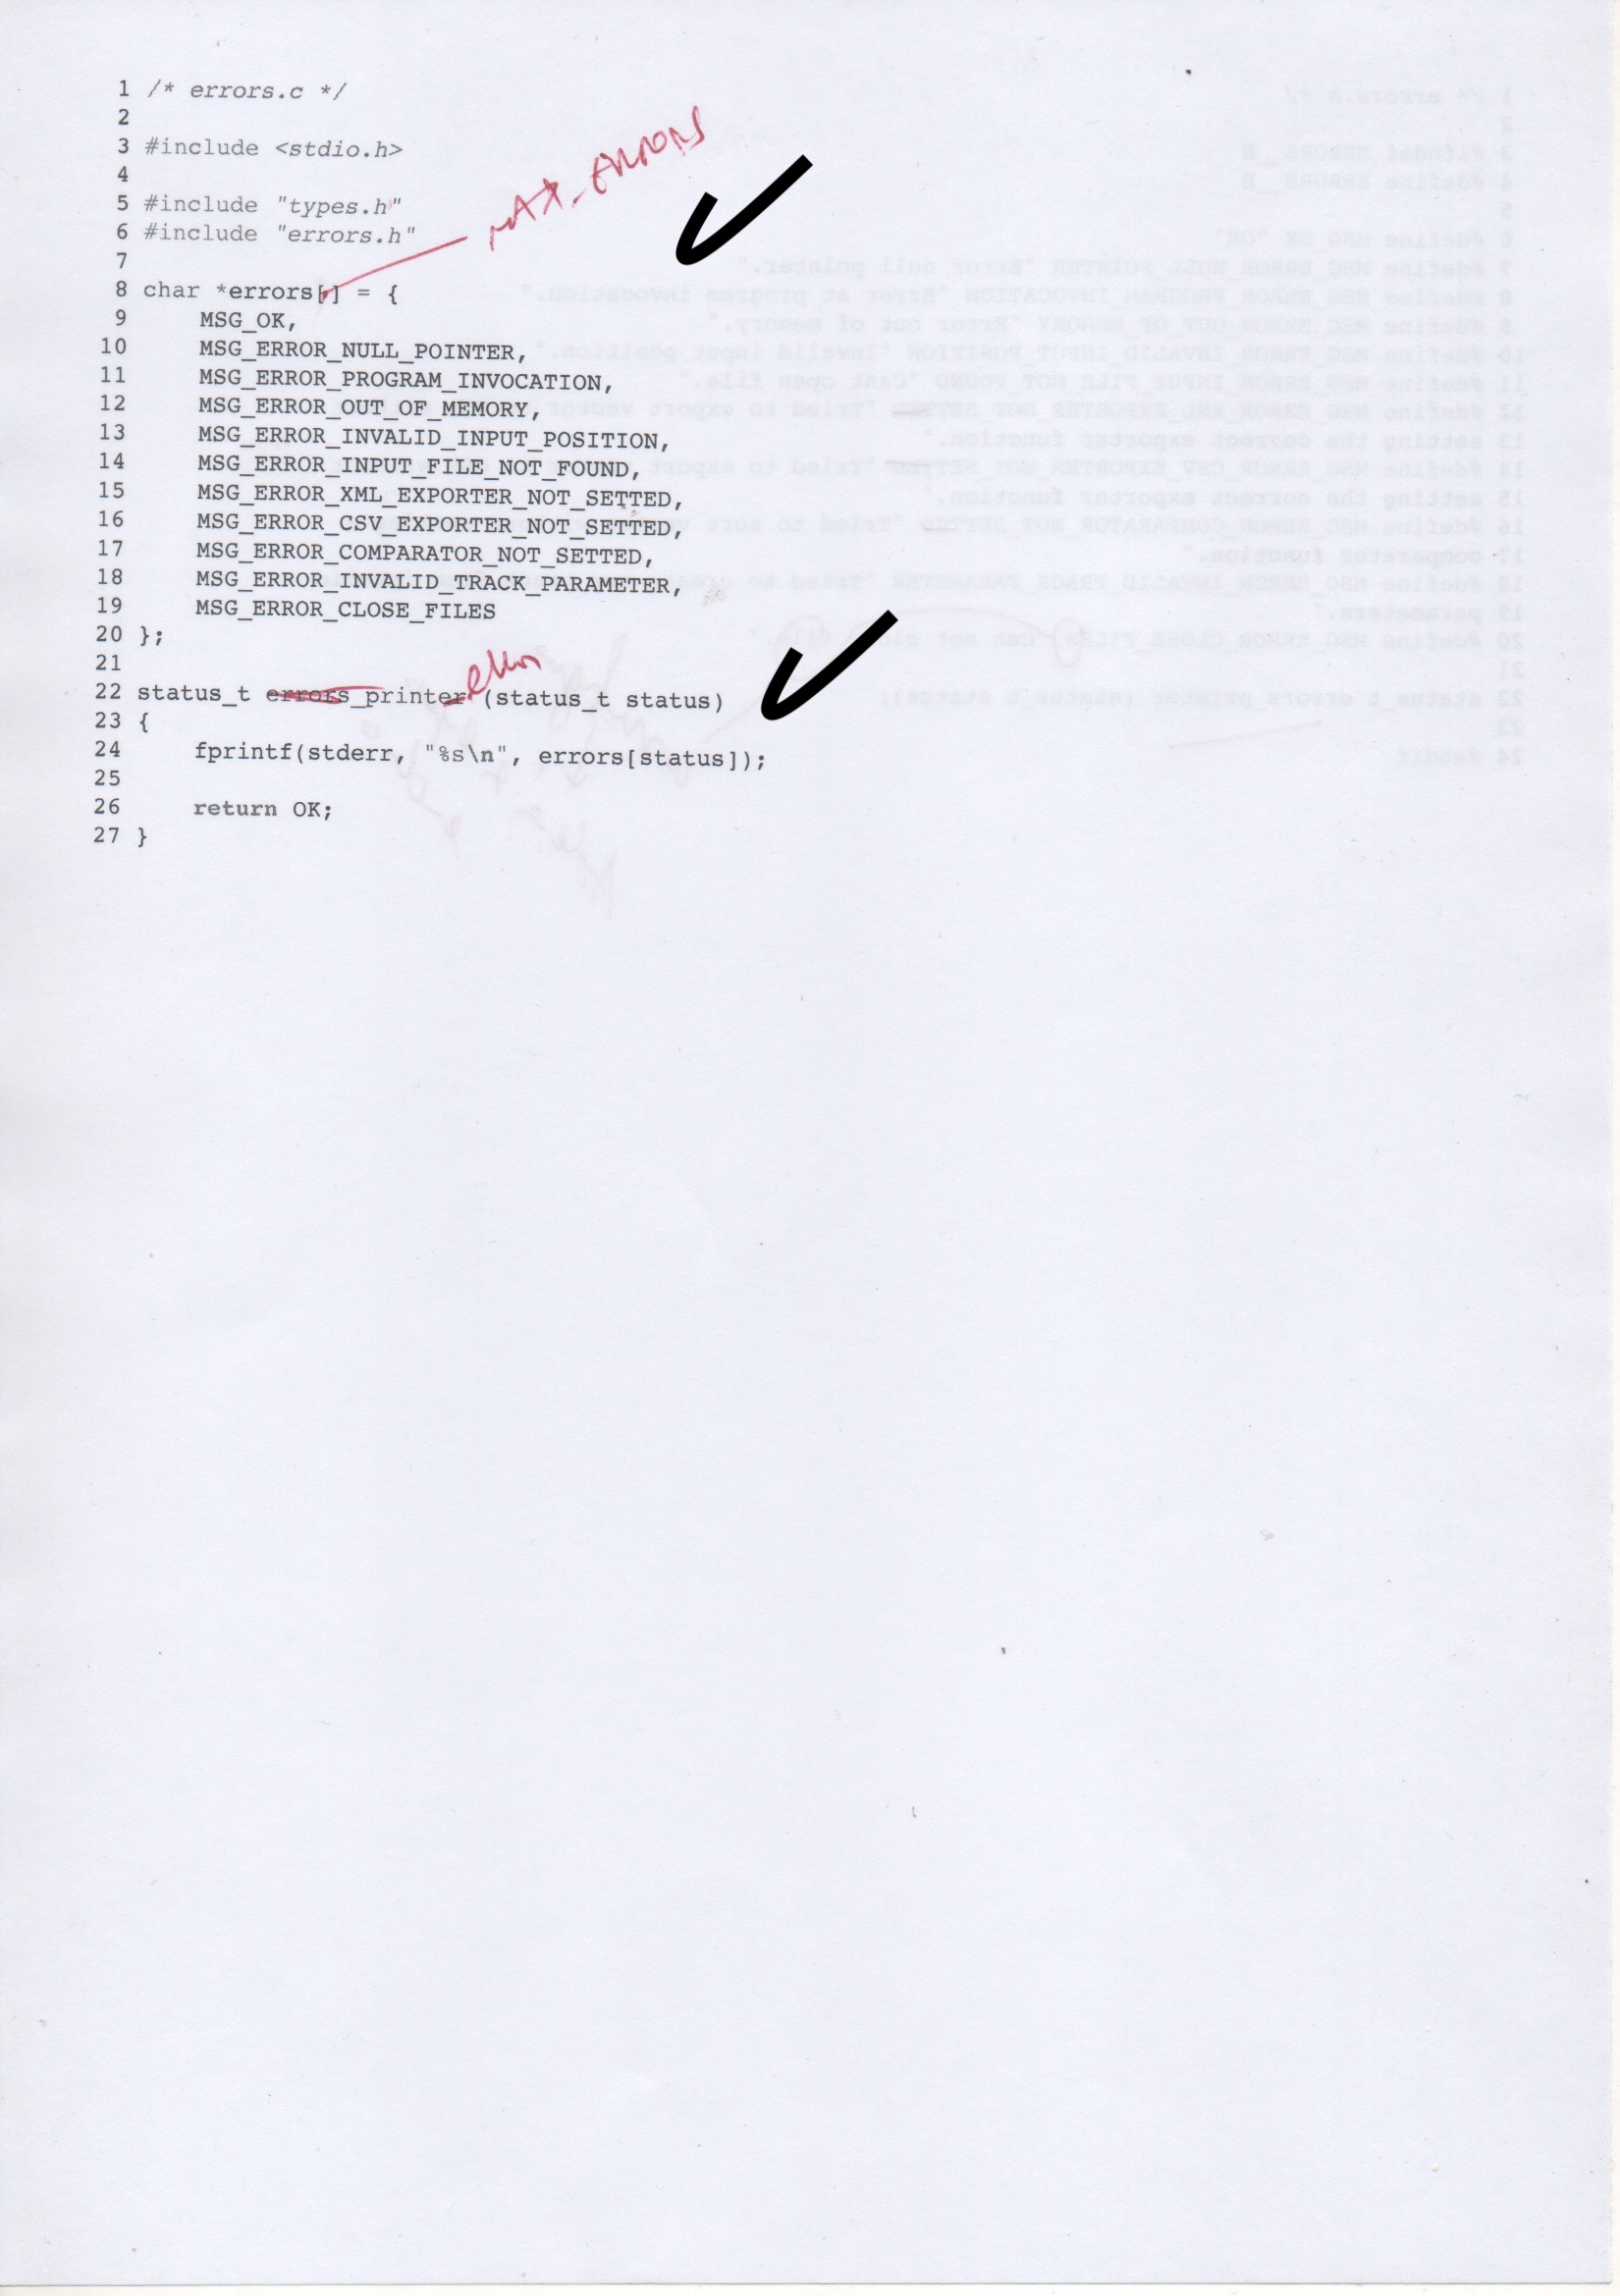 1 /* errors.c */
2
3 #include <stdio.h>
4
5 #include "types.h"
6 #include "errors.h"
7
8 char *errors[] = {
MAX_ERRORS
9 MSG_OK,
10 MSG_ERROR_NULL_POINTER,
11 MSG_ERROR_PROGRAM_INVOCATION,
12 MSG_ERROR_OUT_OF_MEMORY,
13 MSG_ERROR_INVALID_INPUT_POSITION,
14 MSG_ERROR_INPUT_FILE_NOT_FOUND,
15 MSG_ERROR_XML_EXPORTER_NOT_SETTED,
16 MSG_ERROR_CSV_EXPORTER_NOT_SETTED,
17 MSG_ERROR_COMPARATOR_NOT_SETTED,
18 MSG_ERROR_INVALID_TRACK_PARAMETER,
19 MSG_ERROR_CLOSE_FILES
20 };
21
error
22 status_t errors_printer (status_t status)
23 {
24 fprintf(stderr, "%s\n", errors[status]);
25
26 return OK;
27 }